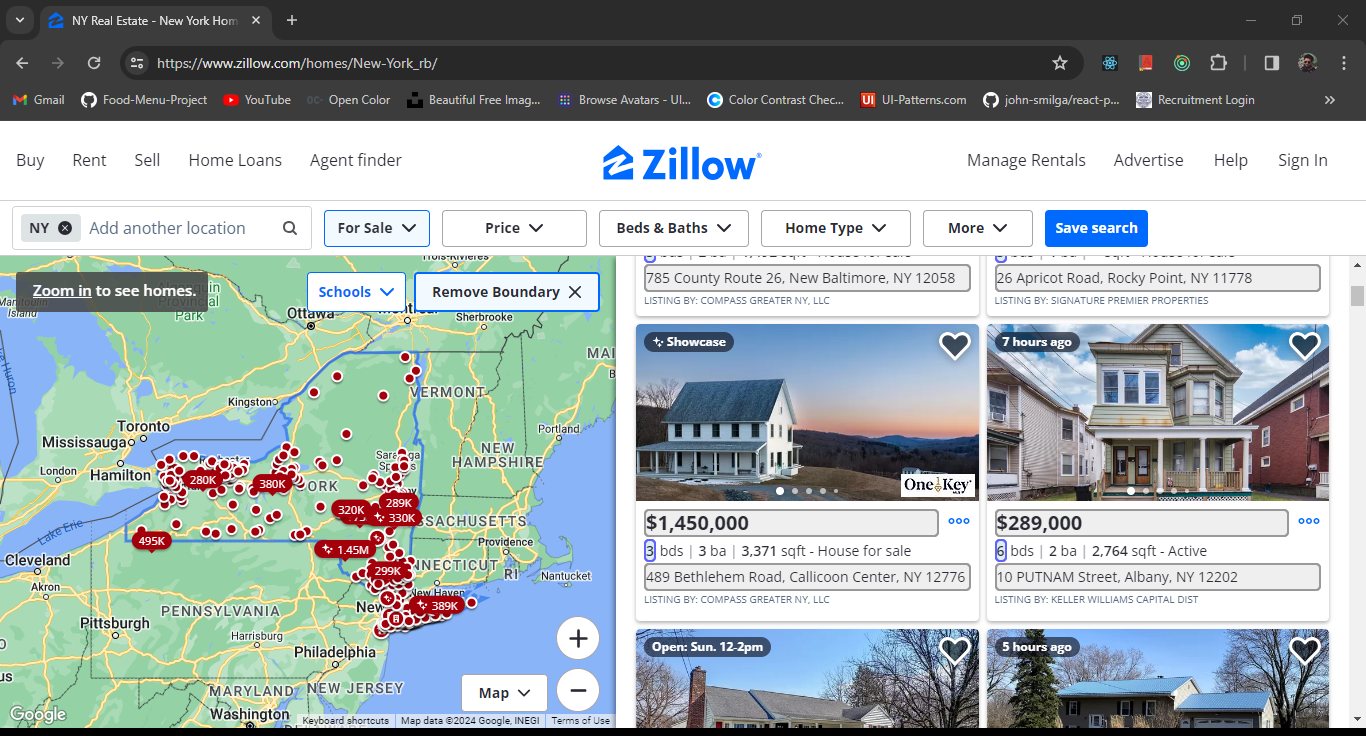 NY Real Estate - New York Hom
https://www.zillow.com/homes/New-York_rb/
Gmail
Food-Menu-Project
YouTube
Open Color
Beautiful Free Imag...
Browse Avatars - UI...
Color Contrast Chec...
UI UI-Patterns.com
john-smilga/react-p...
Recruitment Login
Buy
Rent
Sell
Home Loans
Agent finder
Zillow
Manage Rentals
Advertise
Help
Sign In
NY
Add another location
For Sale
Price
Beds & Baths
Home Type
More
Save search
Zoom in to see homes.
Schools
Remove Boundary
Provincial
Park
Ottawa
Sherbrooke
VERMONT
Kingston
Toronto
Mississauga
Hamilton
London
Portland
NEW
HAMPSHIRE
280K
380K
320K
289K
330K
495K
1.45M
299K
389K
Lake Erie
Cleveland
Akron
Providence
RI
Nantucket
New Haven
PENNSYLVANIA
Pittsburgh
Harrisburg
Philadelphia
MARYLAND
NEW JERSEY
Washington
Map
Google
Keyboard shortcuts
Map data ©2024 Google, INEGI
Terms of Use
785 County Route 26, New Baltimore, NY 12058
LISTING BY: COMPASS GREATER NY, LLC
26 Apricot Road, Rocky Point, NY 11778
LISTING BY: SIGNATURE PREMIER PROPERTIES
Showcase
OneKey
$1,450,000
3 bds | 3 ba | 3,371 sqft - House for sale
489 Bethlehem Road, Callicoon Center, NY 12776
LISTING BY: COMPASS GREATER NY, LLC
7 hours ago
$289,000
6 bds | 2 ba | 2,764 sqft - Active
10 PUTNAM Street, Albany, NY 12202
LISTING BY: KELLER WILLIAMS CAPITAL DIST
Open: Sun. 12-2pm
5 hours ago